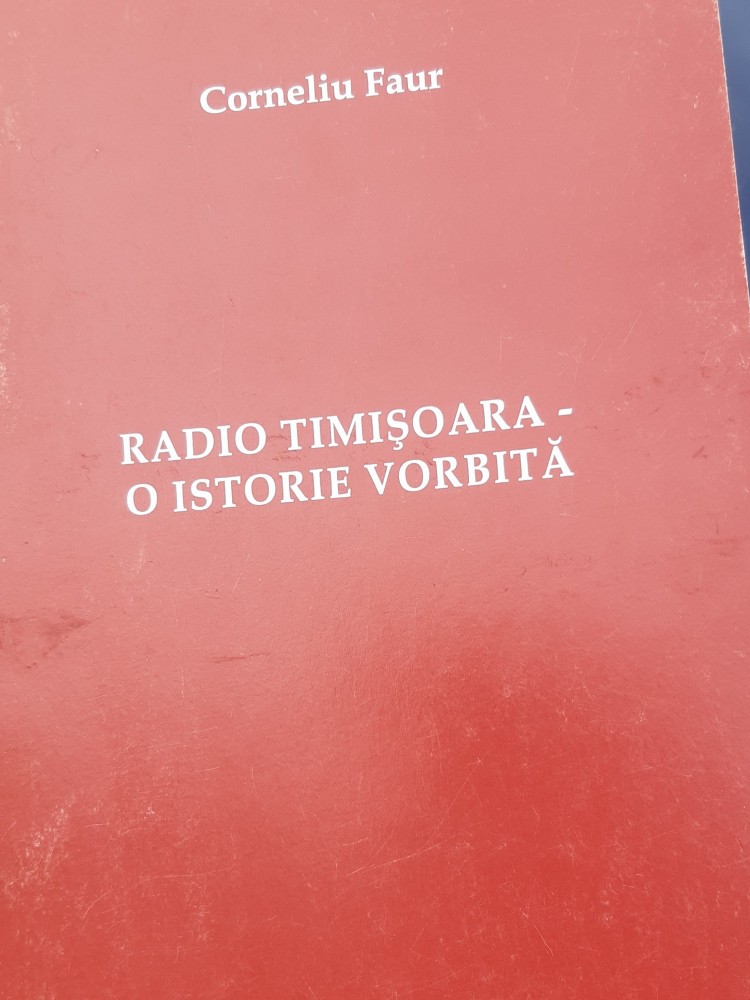 Corneliu Faur
RADIO TIMIŞOARA -
O ISTORIE VORBITĂ